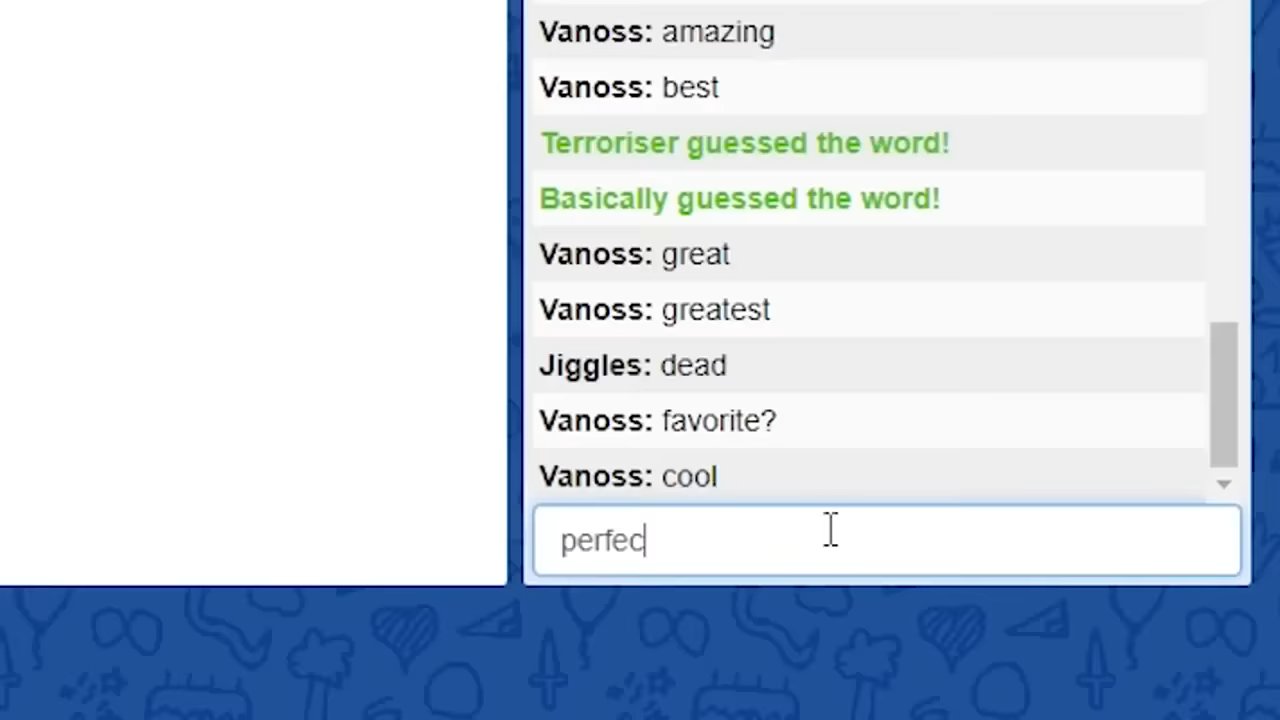 Vanoss: amazing
Vanoss: best
Terroriser guessed the word!
Basically guessed the word!
Vanoss: great
Vanoss: greatest
Jiggles: dead
Vanoss: favorite?
Vanoss: cool
perfec